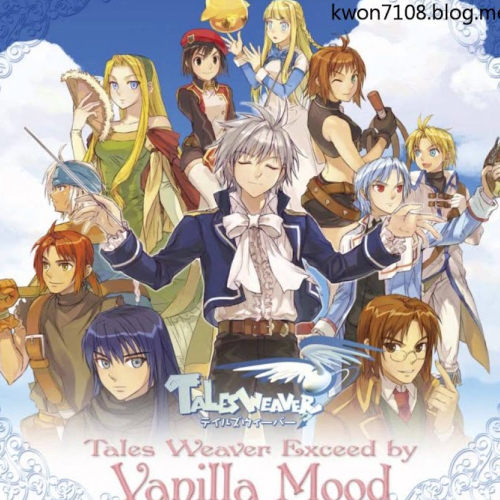 kwon7108.blog.me
TALES WEAVER
テイルズウィーバー
Tales Weaver Exceed by
Vanilla Mood